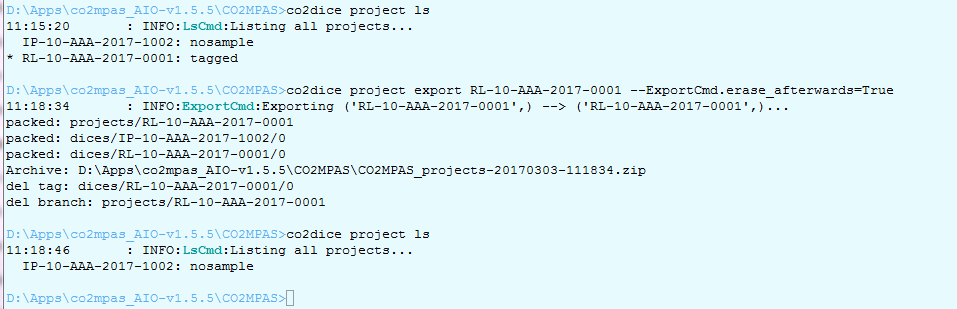 D:\Apps\co2mpas_AIO-v1.5.5\CO2MPAS>co2dice project ls
11:15:20       : INFO:LsCmd:Listing all projects...
  IP-10-AAA-2017-1002: nosample
* RL-10-AAA-2017-0001: tagged
D:\Apps\co2mpas_AIO-v1.5.5\CO2MPAS>co2dice project export RL-10-AAA-2017-0001 --ExportCmd.erase_afterwards=True
11:18:34       : INFO:ExportCmd:Exporting ('RL-10-AAA-2017-0001',) --> ('RL-10-AAA-2017-0001',)...
packed: projects/RL-10-AAA-2017-0001
packed: dices/IP-10-AAA-2017-1002/0
packed: dices/RL-10-AAA-2017-0001/0
Archive: D:\Apps\co2mpas_AIO-v1.5.5\CO2MPAS\CO2MPAS_projects-20170303-111834.zip
del tag: dices/RL-10-AAA-2017-0001/0
del branch: projects/RL-10-AAA-2017-0001
D:\Apps\co2mpas_AIO-v1.5.5\CO2MPAS>co2dice project ls
11:18:46       : INFO:LsCmd:Listing all projects...
  IP-10-AAA-2017-1002: nosample
D:\Apps\co2mpas_AIO-v1.5.5\CO2MPAS>